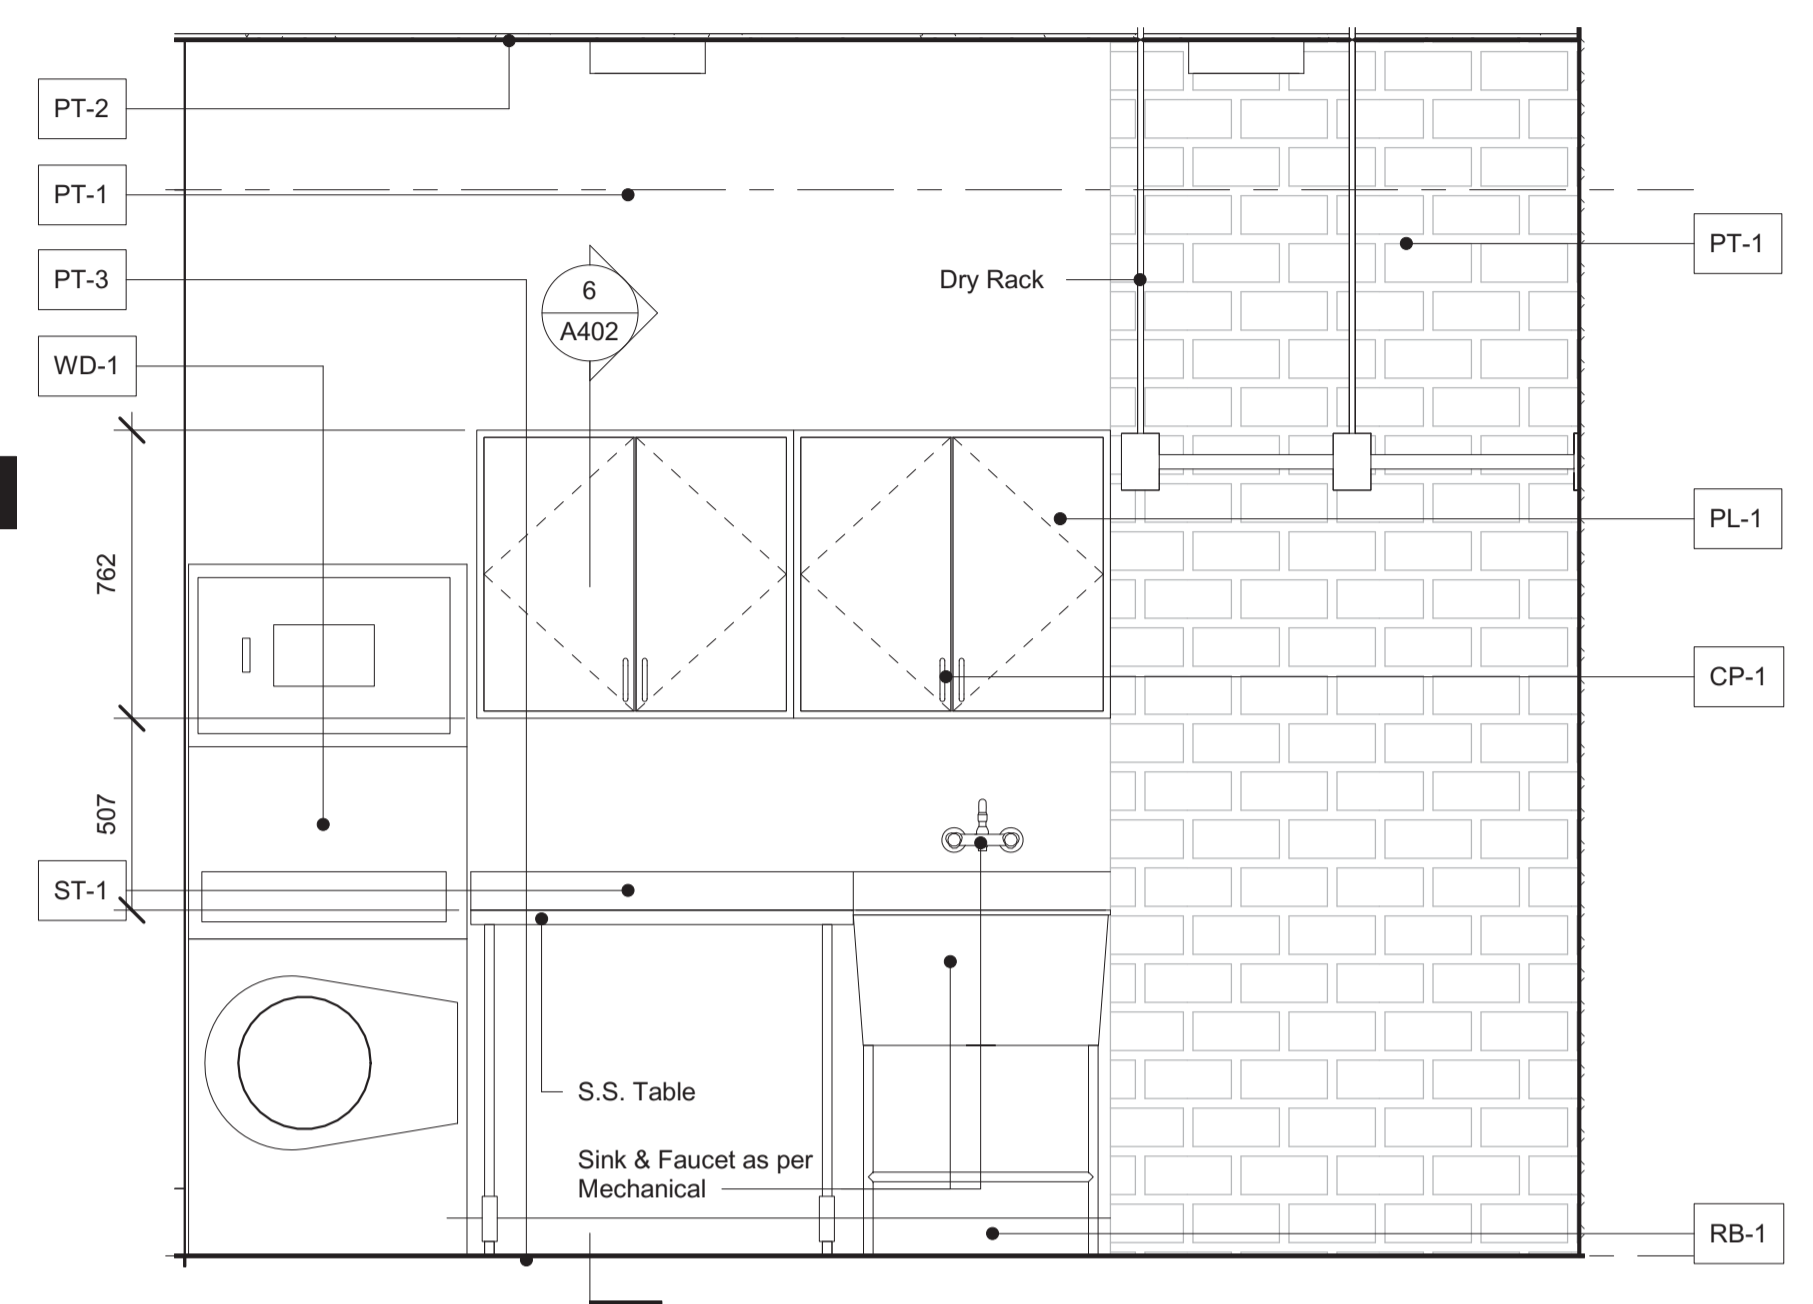 PT-2
PT-1
PT-3
WD-1
762
507
ST-1
6
A402
Dry Rack
S.S. Table
Sink & Faucet as per
Mechanical
PT-1
PL-1
CP-1
RB-1